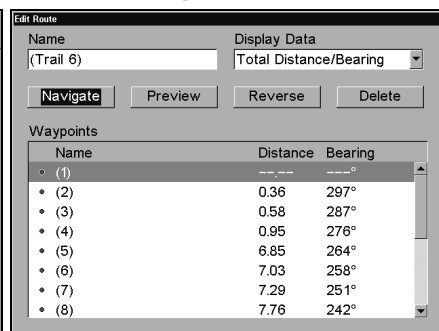 Edit Route
Name Display Data
(Trail 6) Total Distance/Bearing
Navigate Preview Reverse Delete
Waypoints
Name Distance Bearing
(1) --.-- ---°
(2) 0.36 297°
(3) 0.58 287°
(4) 0.95 276°
(5) 6.85 264°
(6) 7.03 258°
(7) 7.29 251°
(8) 7.76 242°